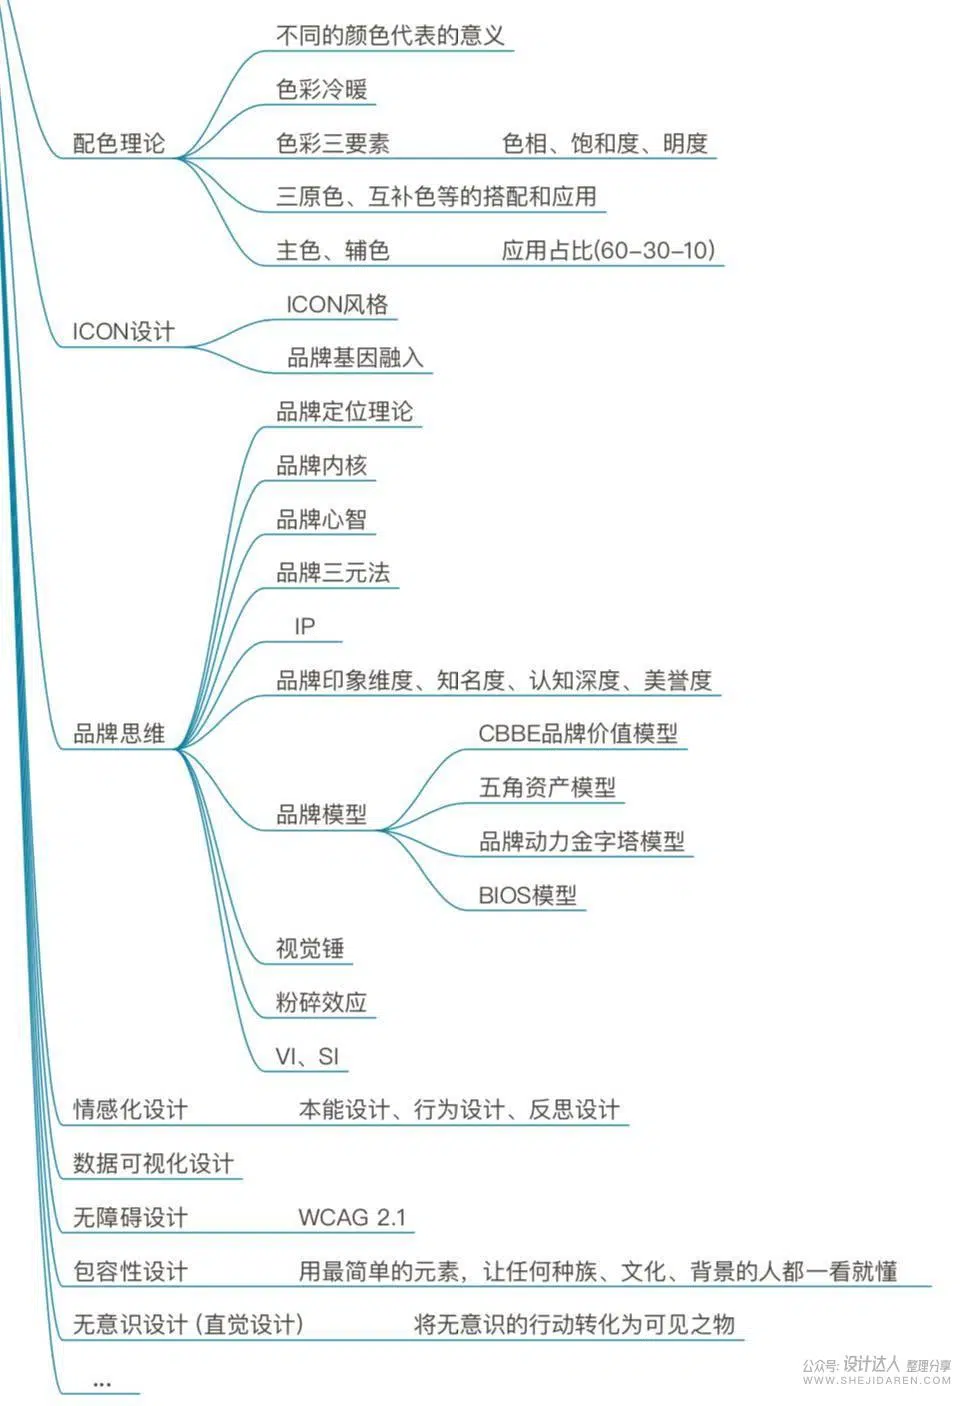 不同的颜色代表的意义
色彩冷暖
配色理论
色彩三要素 色相、饱和度、明度
三原色、互补色等的搭配和应用
主色、辅色 应用占比(60-30-10)
ICON风格
ICON设计
品牌基因融入
品牌定位理论
品牌内核
品牌心智
品牌三元法
IP
品牌印象维度、知名度、认知深度、美誉度
品牌思维
CBBE品牌价值模型
五角资产模型
品牌模型
品牌动力金字塔模型
BIOS模型
视觉锤
粉碎效应
VI、SI
情感化设计 本能设计、行为设计、反思设计
数据可视化设计
无障碍设计 WCAG 2.1
包容性设计 用最简单的元素，让任何种族、文化、背景的人都一看就懂
无意识设计 (直觉设计) 将无意识的行动转化为可见之物
...
公众号: 设计达人 整理分享
WWW.SHEJIDAREN.COM